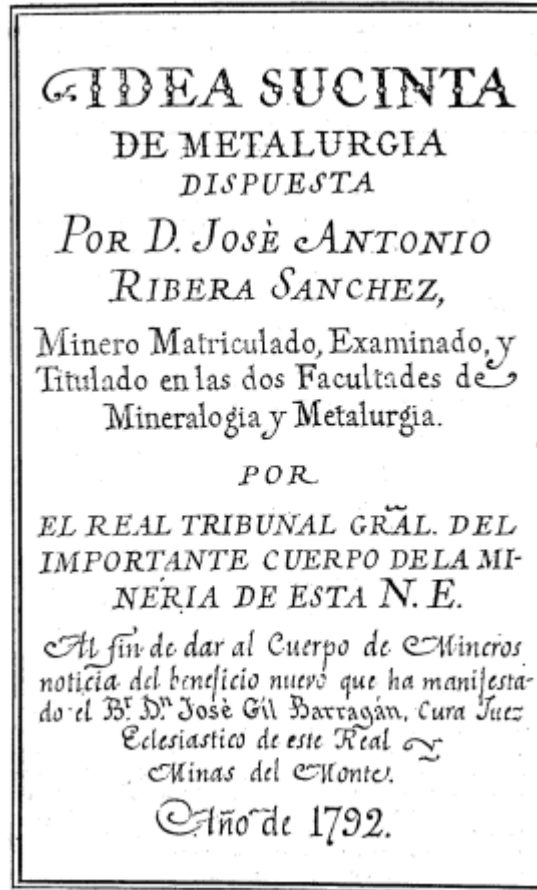 IDEA SUCINTA
DE METALURGIA
DISPUESTA
POR D. JOSÈ ANTONIO
RIBERA SANCHEZ,
Minero Matriculado, Examinado, y
Titulado en las dos Facultades de
Mineralogia y Metalurgia.
POR
EL REAL TRIBUNAL GRÃL. DEL
IMPORTANTE CUERPO DELA MI-
NERIA DE ESTA N. E.
Al fin de dar al Cuerpo de Mineros
noticia del beneficio nuevo que ha manifesta-
do el Br. Dn. Josè Gil Barragán, Cura Juez
Eclesiastico de este Real y
Minas del Monte.
Año de 1792.